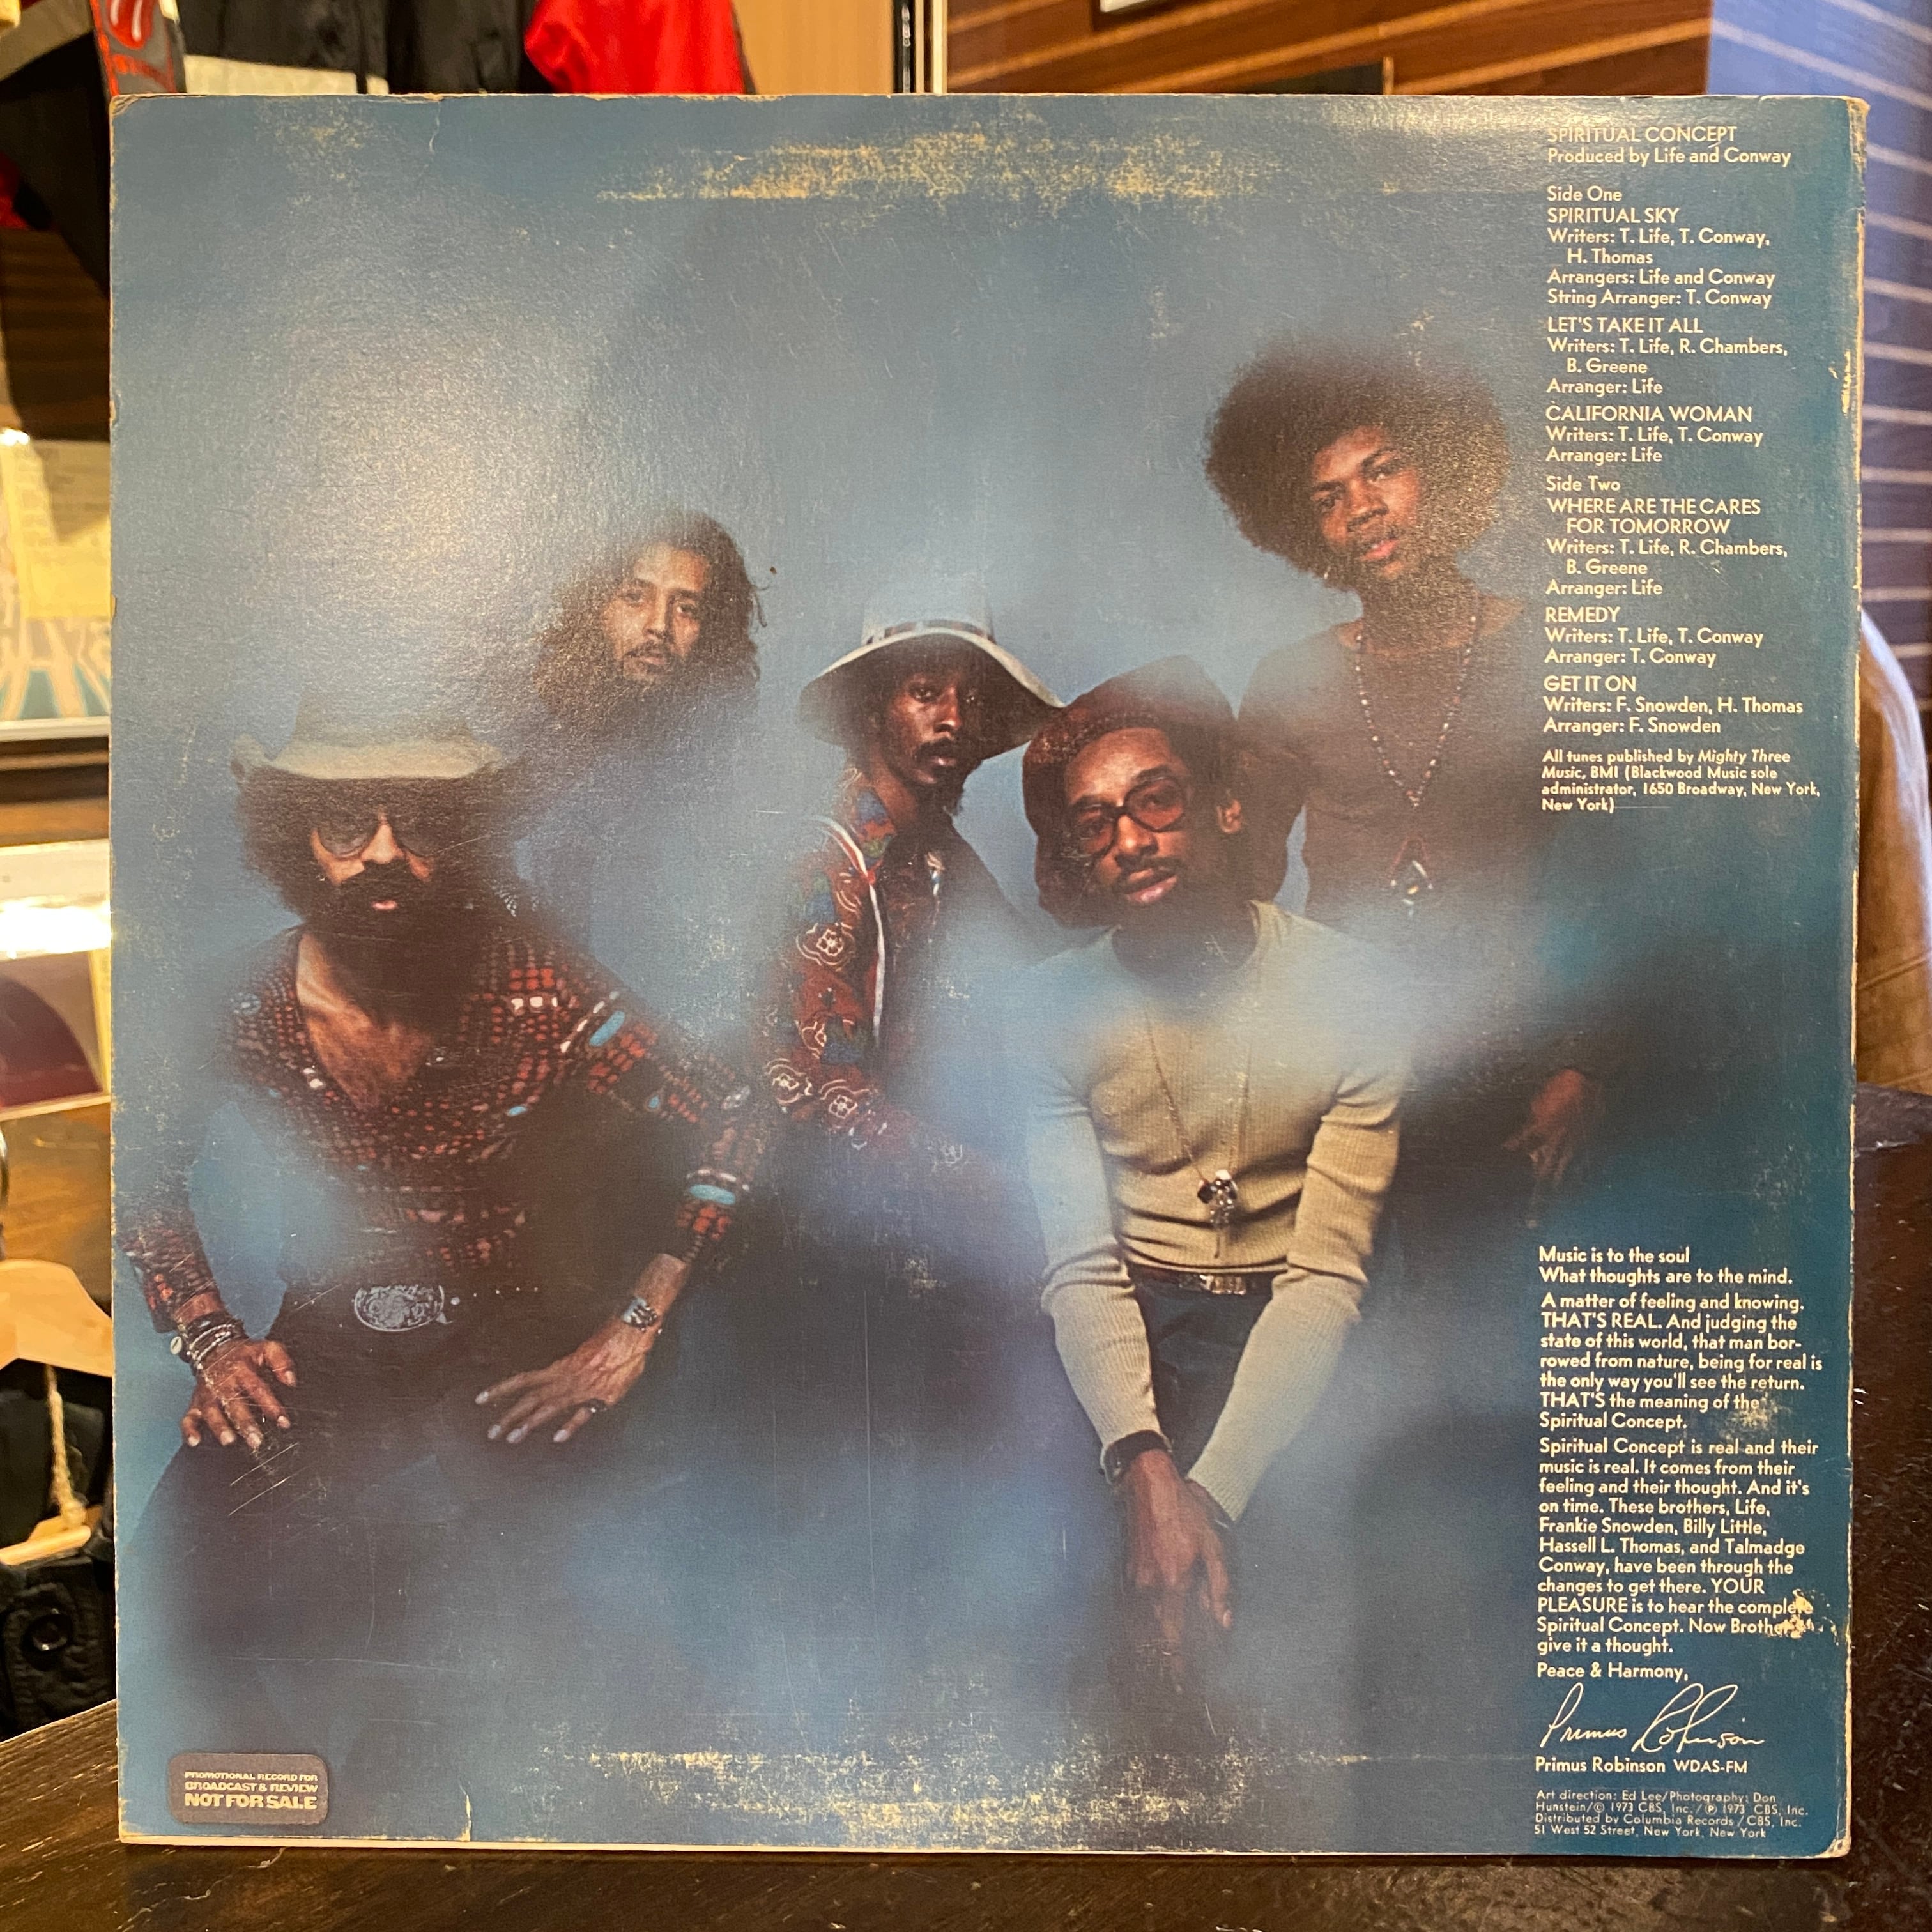 SPIRITUAL CONCEPT
Produced by Life and Conway
Side One
SPIRITUAL SKY
Writers: T. Life, T. Conway,
H. Thomas
Arrangers: Life and Conway
String Arranger: T. Conway
LET'S TAKE IT ALL
Writers: T. Life, R. Chambers,
B. Greene
Arranger: Life
CALIFORNIA WOMAN
Writers: T. Life, T. Conway
Arranger: Life
Side Two
WHERE ARE THE CARES
FOR TOMORROW
Writers: T. Life, R. Chambers,
B. Greene
Arranger: Life
REMEDY
Writers: T. Life, T. Conway
Arranger: T. Conway
GET IT ON
Writers: F. Snowden, H. Thomas
Arranger: F. Snowden
All tunes published by Mighty Three
Music, BMI (Blackwood Music sole
administrator, 1650 Broadway, New York,
New York)
Music is to the soul
What thoughts are to the mind.
A matter of feeling and knowing.
THAT'S REAL. And judging the
state of this world, that man bor-
rowed from nature, being for real is
the only way you'll see the return.
THAT'S the meaning of the
Spiritual Concept.
Spiritual Concept is real and their
music is real. It comes from their
feeling and their thought. And it's
on time. These brothers, Life,
Frankie Snowden, Billy Little,
Hassell L. Thomas, and Talmadge
Conway, have been through the
changes to get there. YOUR
PLEASURE is to hear the complete
Spiritual Concept. Now
give it a thought.
Peace & Harmony,
Primus Robinson
Primus Robinson WDAS-FM
Art direction: Ed Lee/Photography: Don
Hunstein/© 1973 CBS, Inc./℗ 1973 CBS, Inc.
Distributed by Columbia Records/CBS, Inc.
51 West 52 Street, New York, New York
PROMOTIONAL RECORD FOR
BROADCAST & REVIEW
NOT FOR SALE